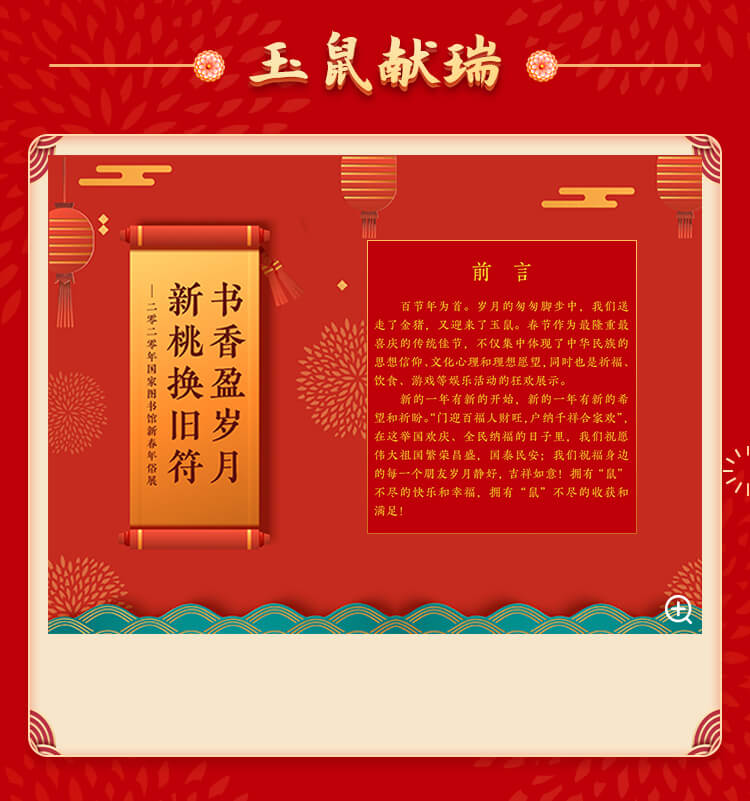 玉鼠献瑞
书香盈岁月
新桃换旧符
—二零二零年国家图书馆新春年俗展
前 言
百节年为首。岁月的匆匆脚步中，我们送
走了金猪，又迎来了玉鼠。春节作为最隆重最
喜庆的传统佳节，不仅集中体现了中华民族的
思想信仰、文化心理和理想愿望，同时也是祈福、
饮食、游戏等娱乐活动的狂欢展示。
新的一年有新的开始，新的一年有新的希
望和祈盼。“门迎百福人财旺，户纳千祥合家欢”，
在这举国欢庆、全民纳福的日子里，我们祝愿
伟大祖国繁荣昌盛，国泰民安；我们祝福身边
的每一个朋友岁月静好，吉祥如意！拥有“鼠”
不尽的快乐和幸福，拥有“鼠”不尽的收获和
满足！